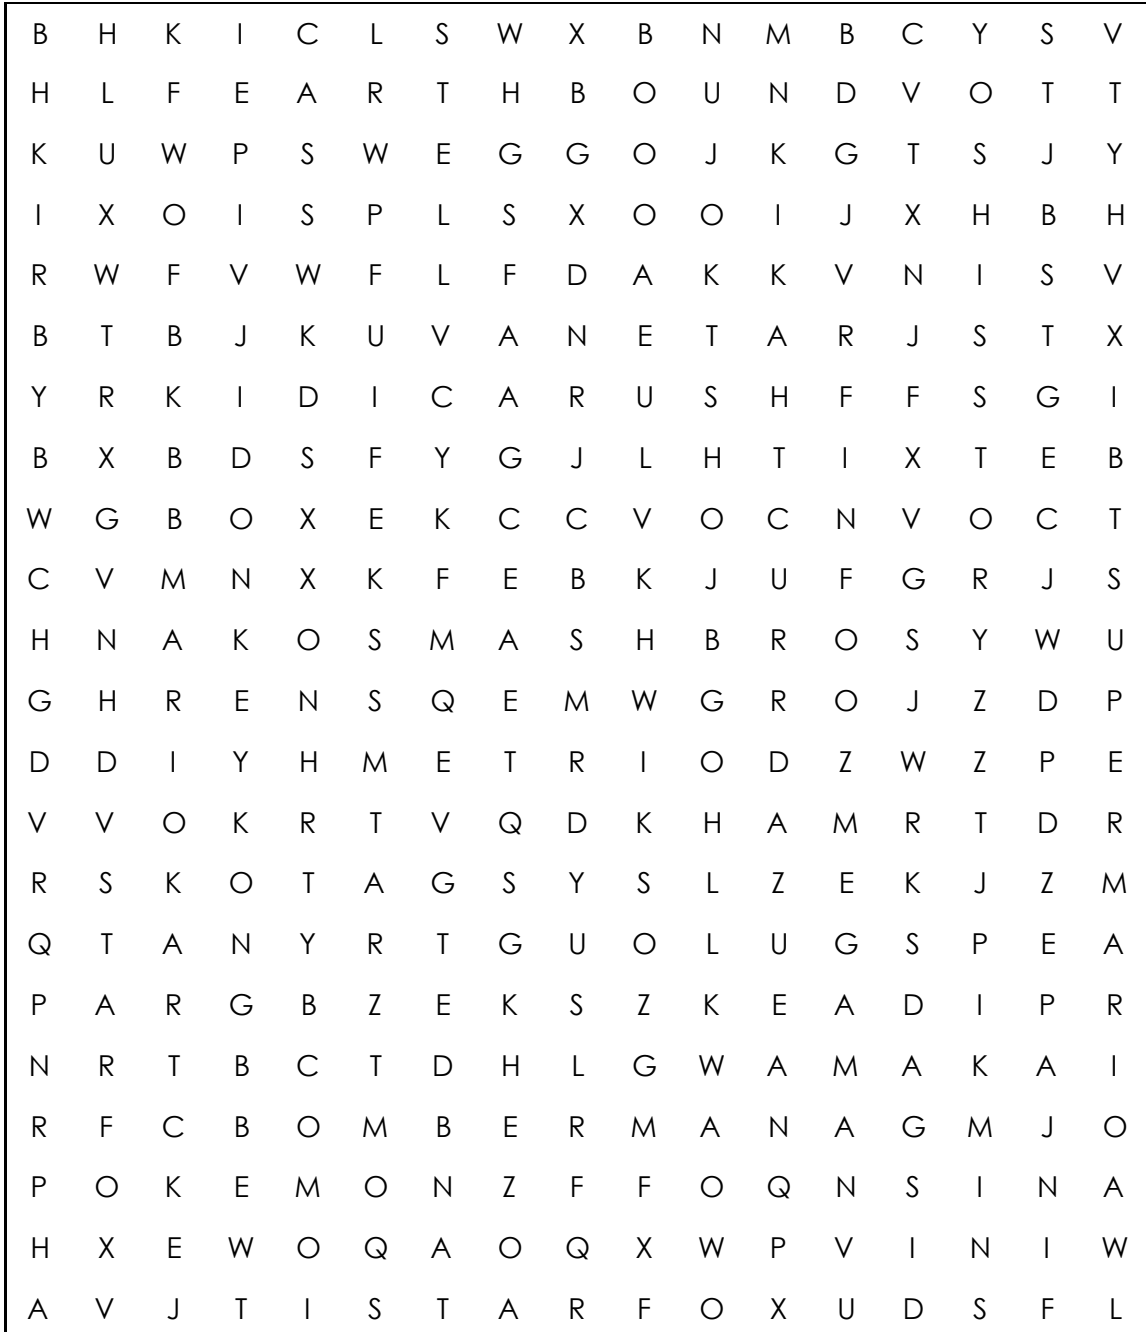 B H K I C L S W X B N M B C Y S V
H L F E A R T H B O U N D V O T T
K U W P S W E G G O J K G T S J Y
I X O I S P L S X O O I J X H B H
R W F V W F L F D A K K V N I S V
B T B J K U V A N E T A R J S T X
Y R K I D I C A R U S H F F S G I
B X B D S F Y G J L H T I X T E B
W G B O X E K C C V O C N V O C T
C V M N X K F E B K J U F G R J S
H N A K O S M A S H B R O S Y W U
G H R E N S Q E M W G R O J Z D P
D D I Y H M E T R I O D Z W Z P E
V V O K R T V Q D K H A M R T D R
R S K O T A G S Y S L Z E K J Z M
Q T A N Y R T G U O L U G S P E A
P A R G B Z E K S Z K E A D I P R
N R T B C T D H L G W A M A K A I
R F C B O M B E R M A N A G M J O
P O K E M O N Z F F O Q N S I N A
H X E W O Q A O Q X W P V I N I W
A V J T I S T A R F O X U D S F L